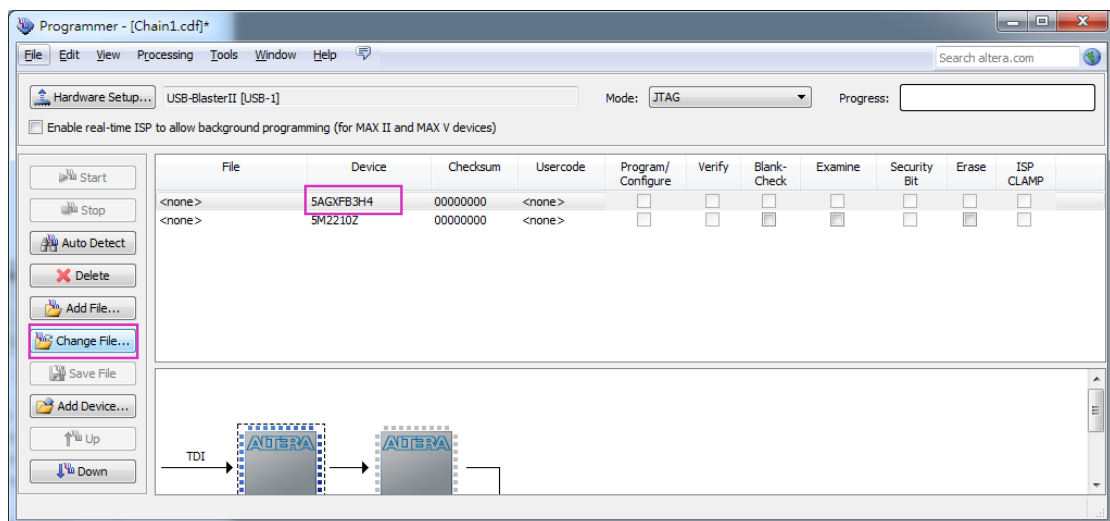 Programmer - [Chain1.cdf]*
File Edit View Processing Tools Window Help
Search altera.com
Hardware Setup... USB-BlasterII [USB-1] Mode: JTAG Progress:
Enable real-time ISP to allow background programming (for MAX II and MAX V devices)
Start
Stop
Auto Detect
Delete
Add File...
Change File...
Save File
Add Device...
Up
Down
File Device Checksum Usercode Program/Configure Verify Blank-Check Examine Security Bit Erase ISP CLAMP
<none> 5AGXFB3H4 00000000 <none>
<none> 5M2210Z 00000000 <none>
TDI
ALTERA ALTERA